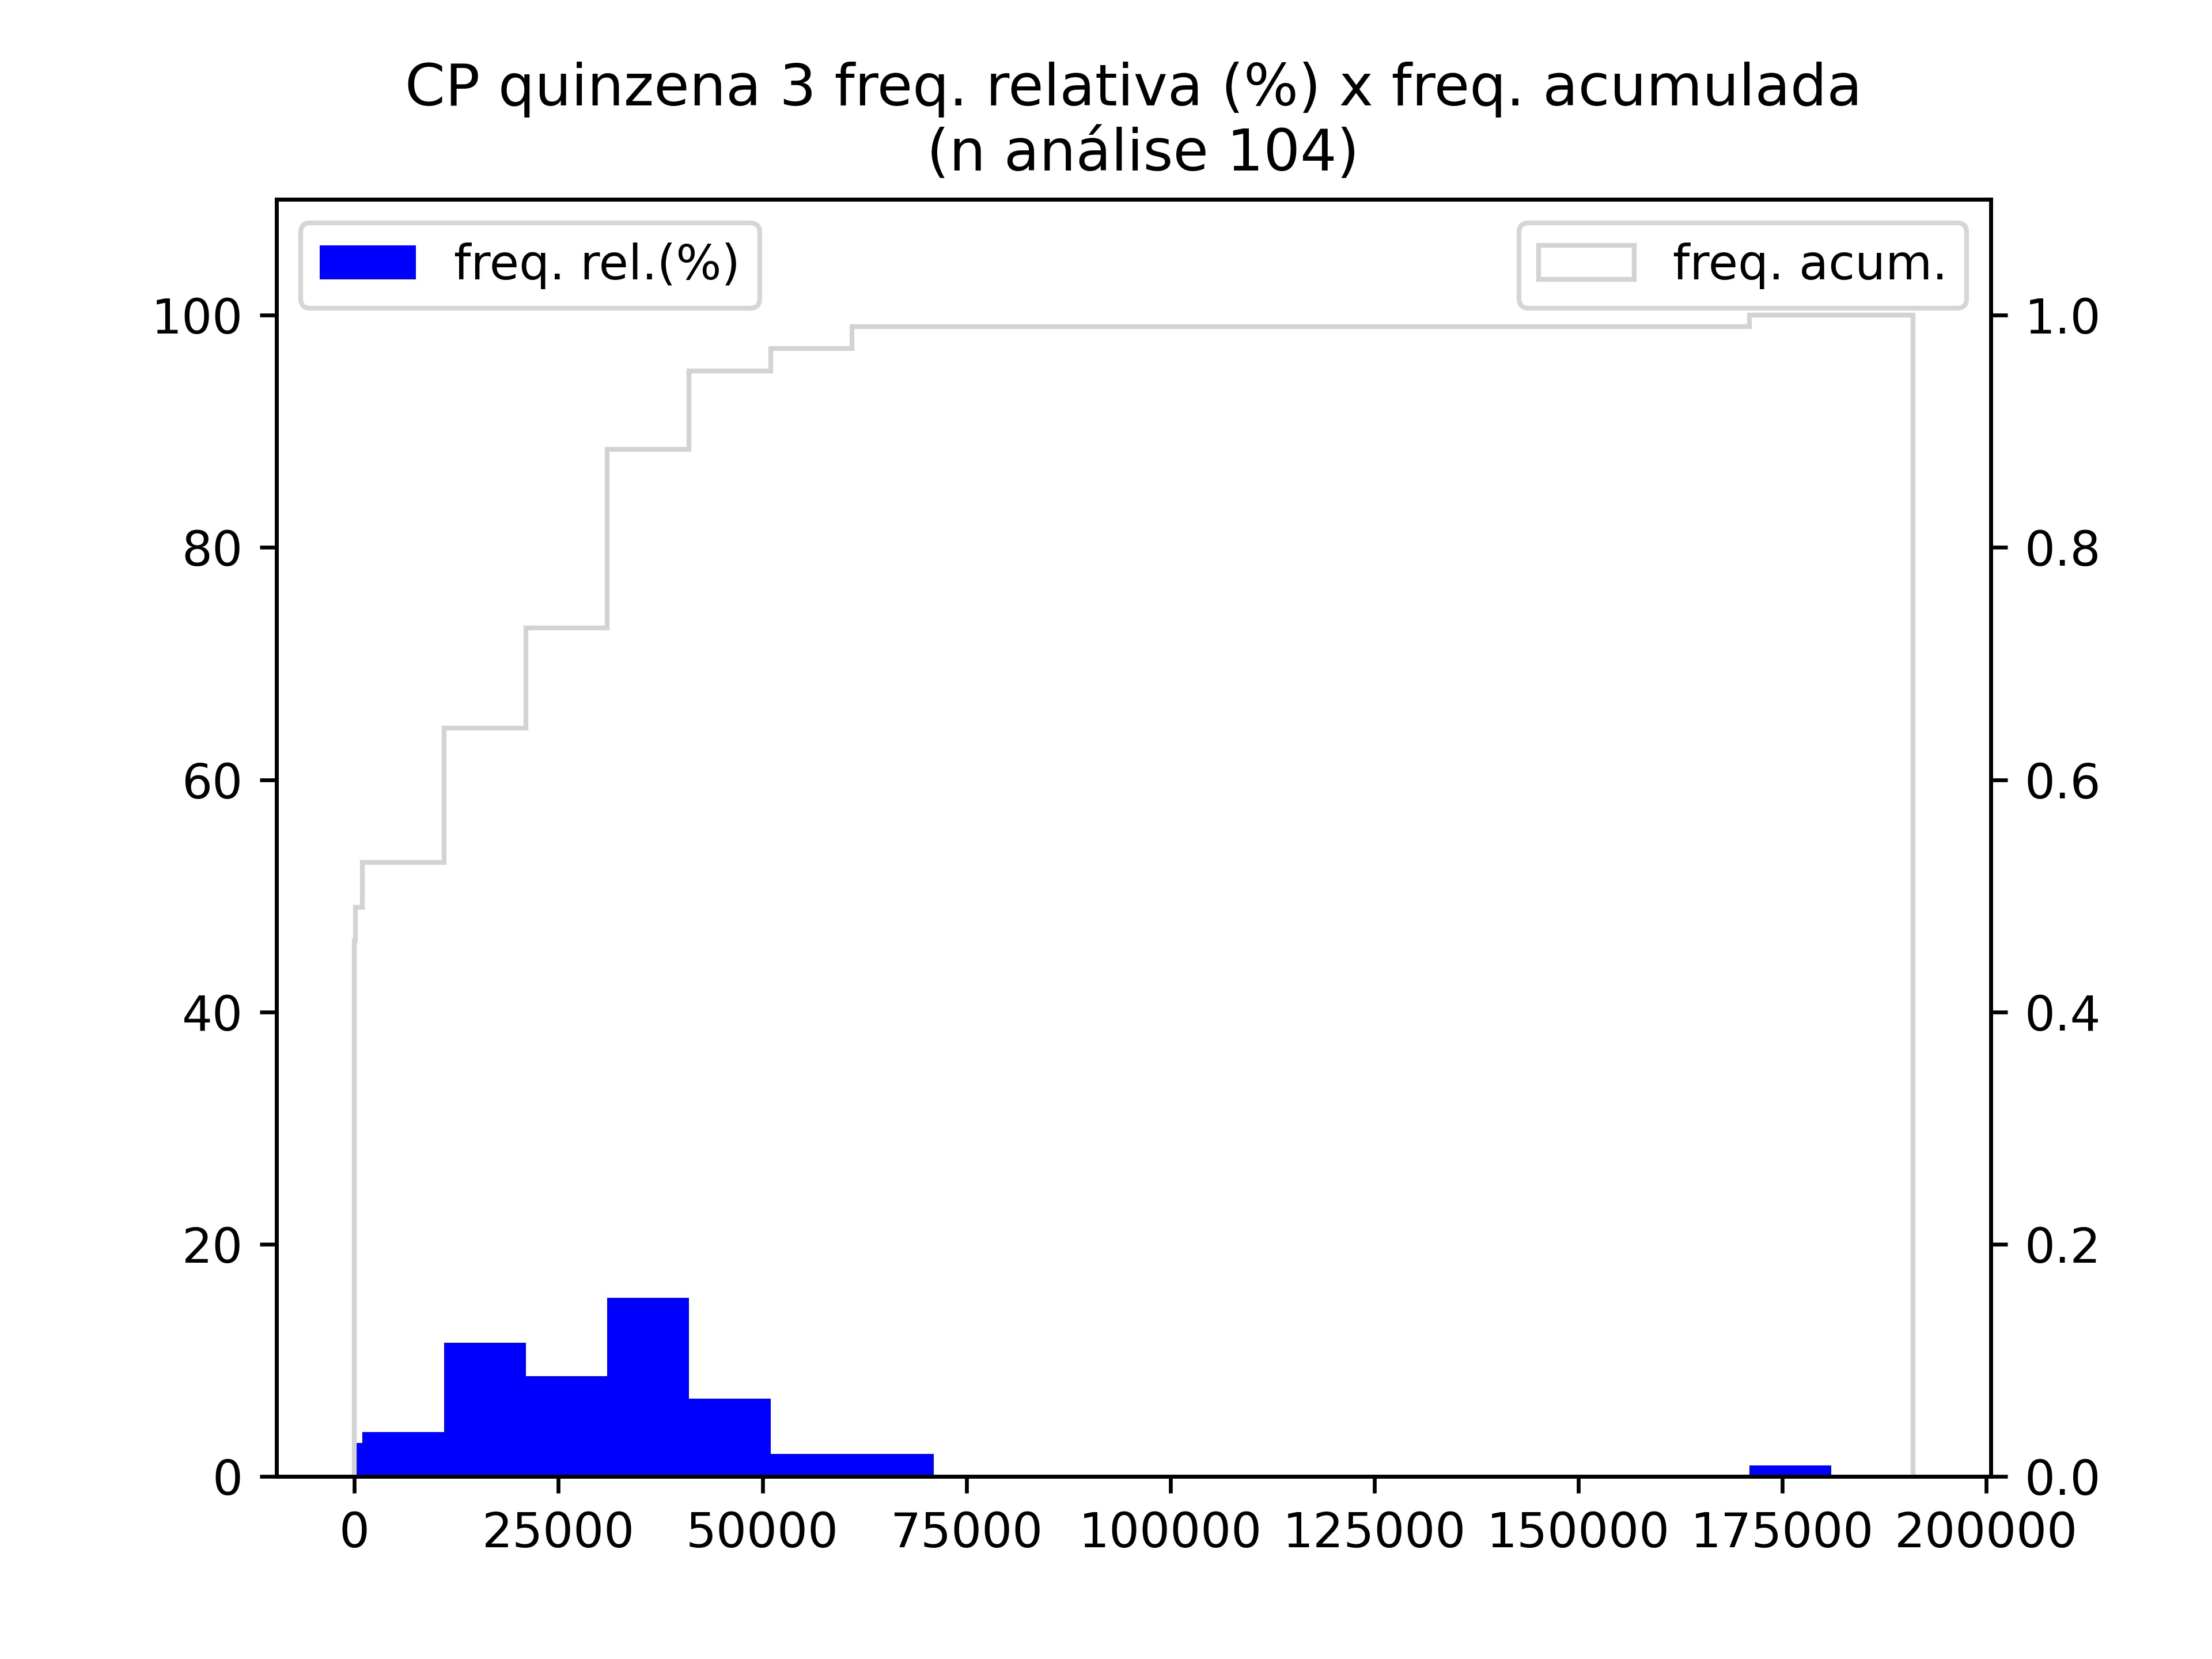 CP quinzena 3 freq. relativa (%) x freq. acumulada
(n análise 104)
freq. rel.(%)
freq. acum.
100
80
60
40
20
0
1.0
0.8
0.6
0.4
0.2
0.0
0 25000 50000 75000 100000 125000 150000 175000 200000